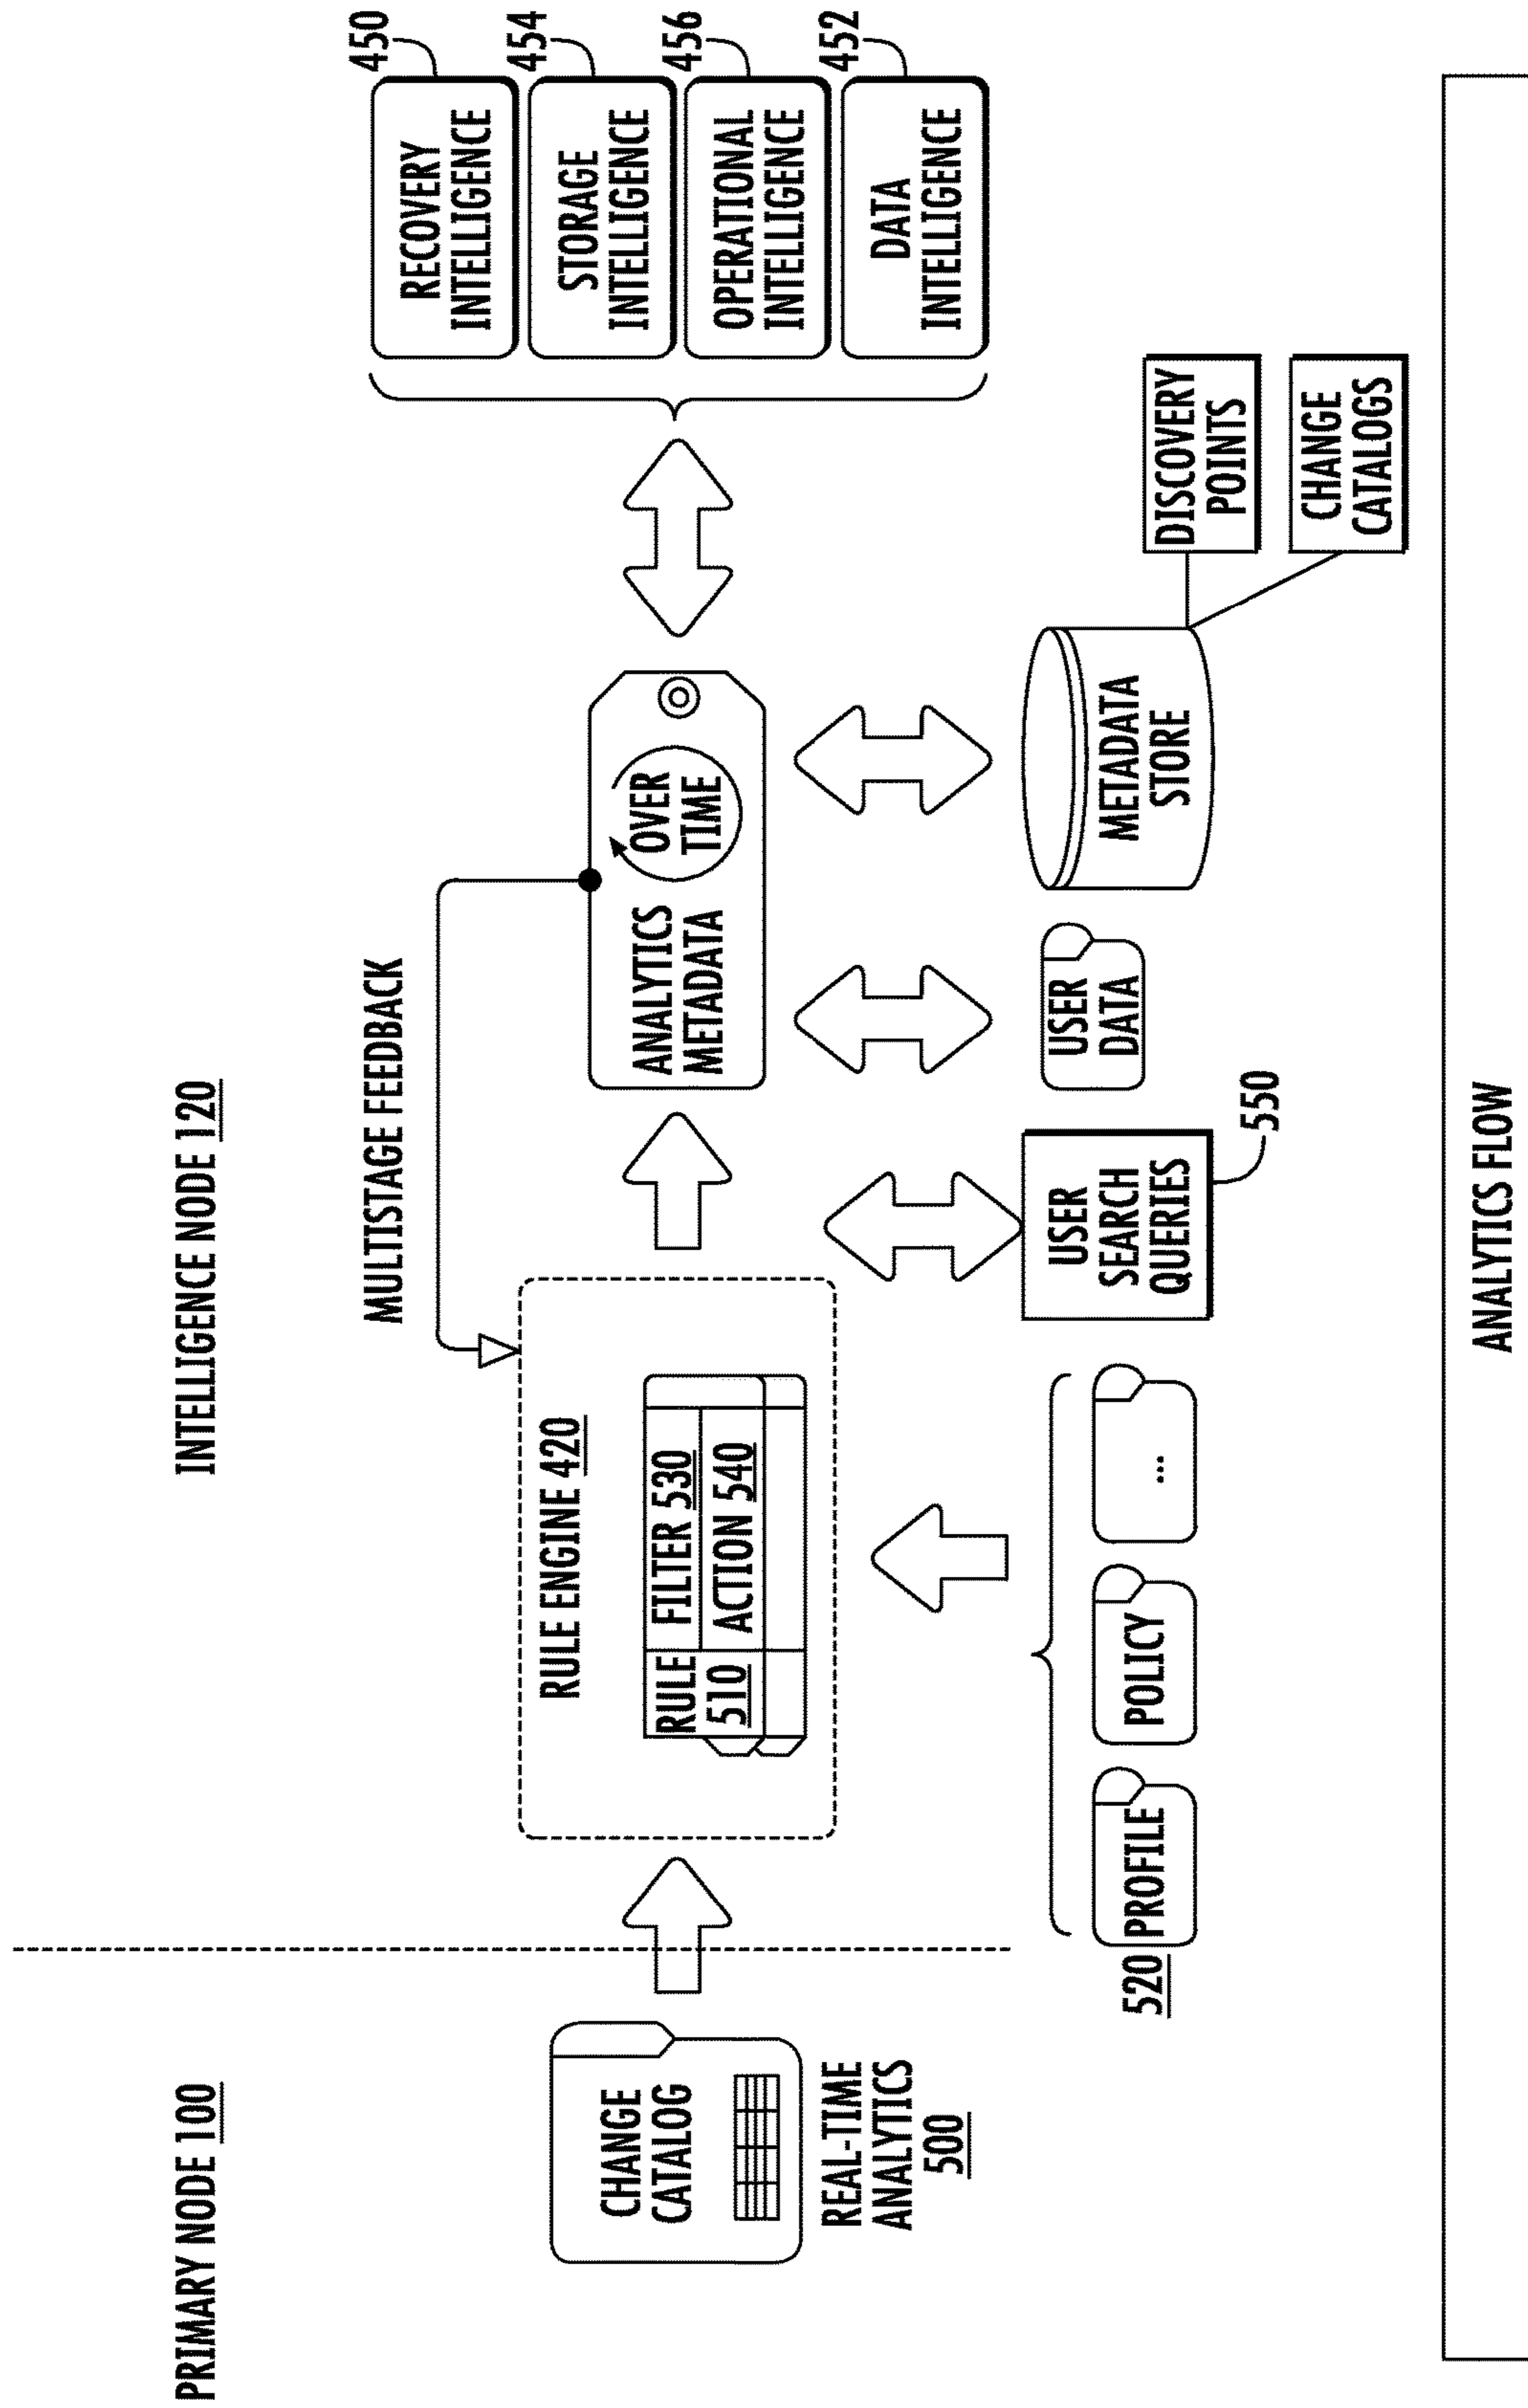 PRIMARY NODE 100
INTELLIGENCE NODE 120
MULTISTAGE FEEDBACK
CHANGE
CATALOG
REAL-TIME
ANALYTICS
500
RULE ENGINE 420
RULE
510
FILTER 530
ACTION 540
520
PROFILE
POLICY
...
USER
SEARCH
QUERIES
550
ANALYTICS
METADATA
OVER
TIME
USER
DATA
METADATA
STORE
DISCOVERY
POINTS
CHANGE
CATALOGS
RECOVERY
INTELLIGENCE
450
STORAGE
INTELLIGENCE
454
OPERATIONAL
INTELLIGENCE
456
DATA
INTELLIGENCE
452
ANALYTICS FLOW